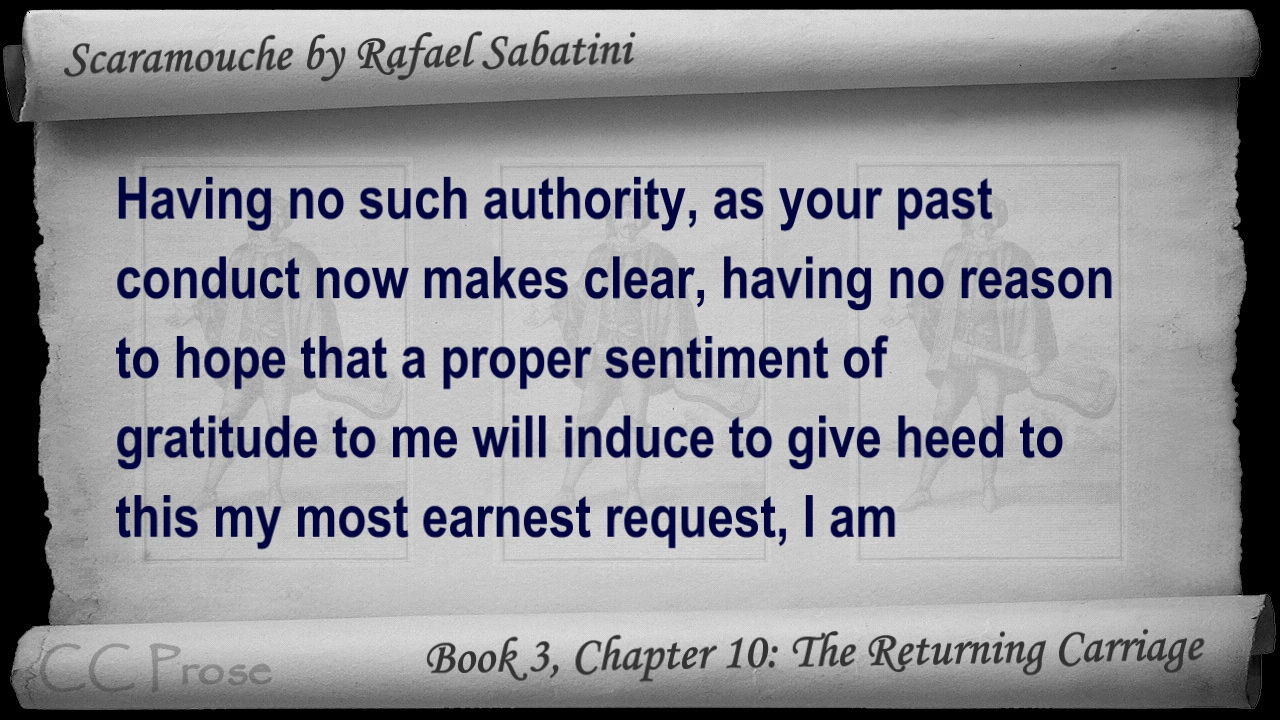 Scaramouche by Rafael Sabatini
Having no such authority, as your past
conduct now makes clear, having no reason
to hope that a proper sentiment of
gratitude to me will induce to give heed to
this my most earnest request, I am
CC Prose
Book 3, Chapter 10: The Returning Carriage